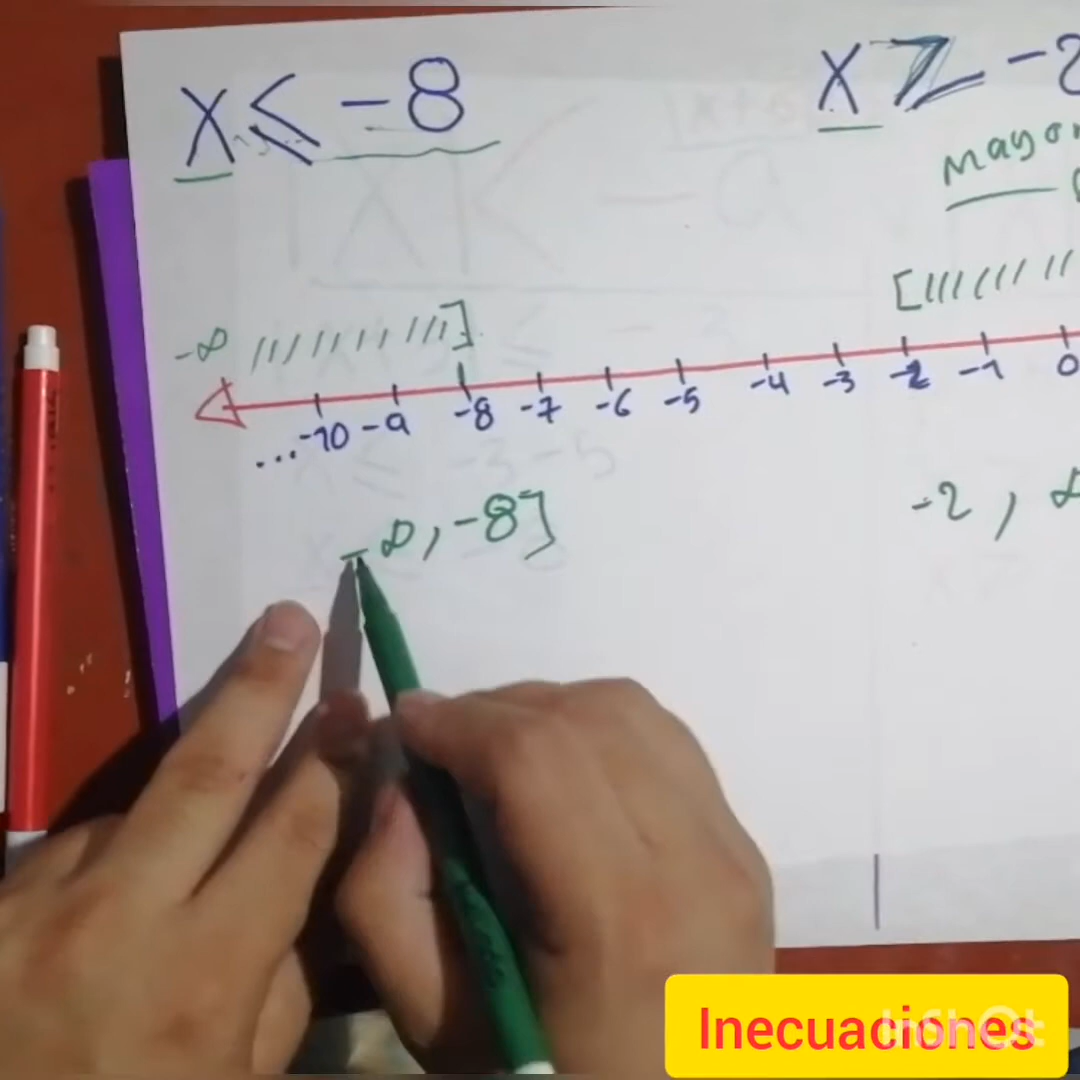 x ≤ -8
x ≥ -2
Mayor
-∞ //////////] [////////
...-10 -9 -8 -7 -6 -5 -4 -3 -2 -1 0
-∞, -8]
-2, ∞
Inecuaciones